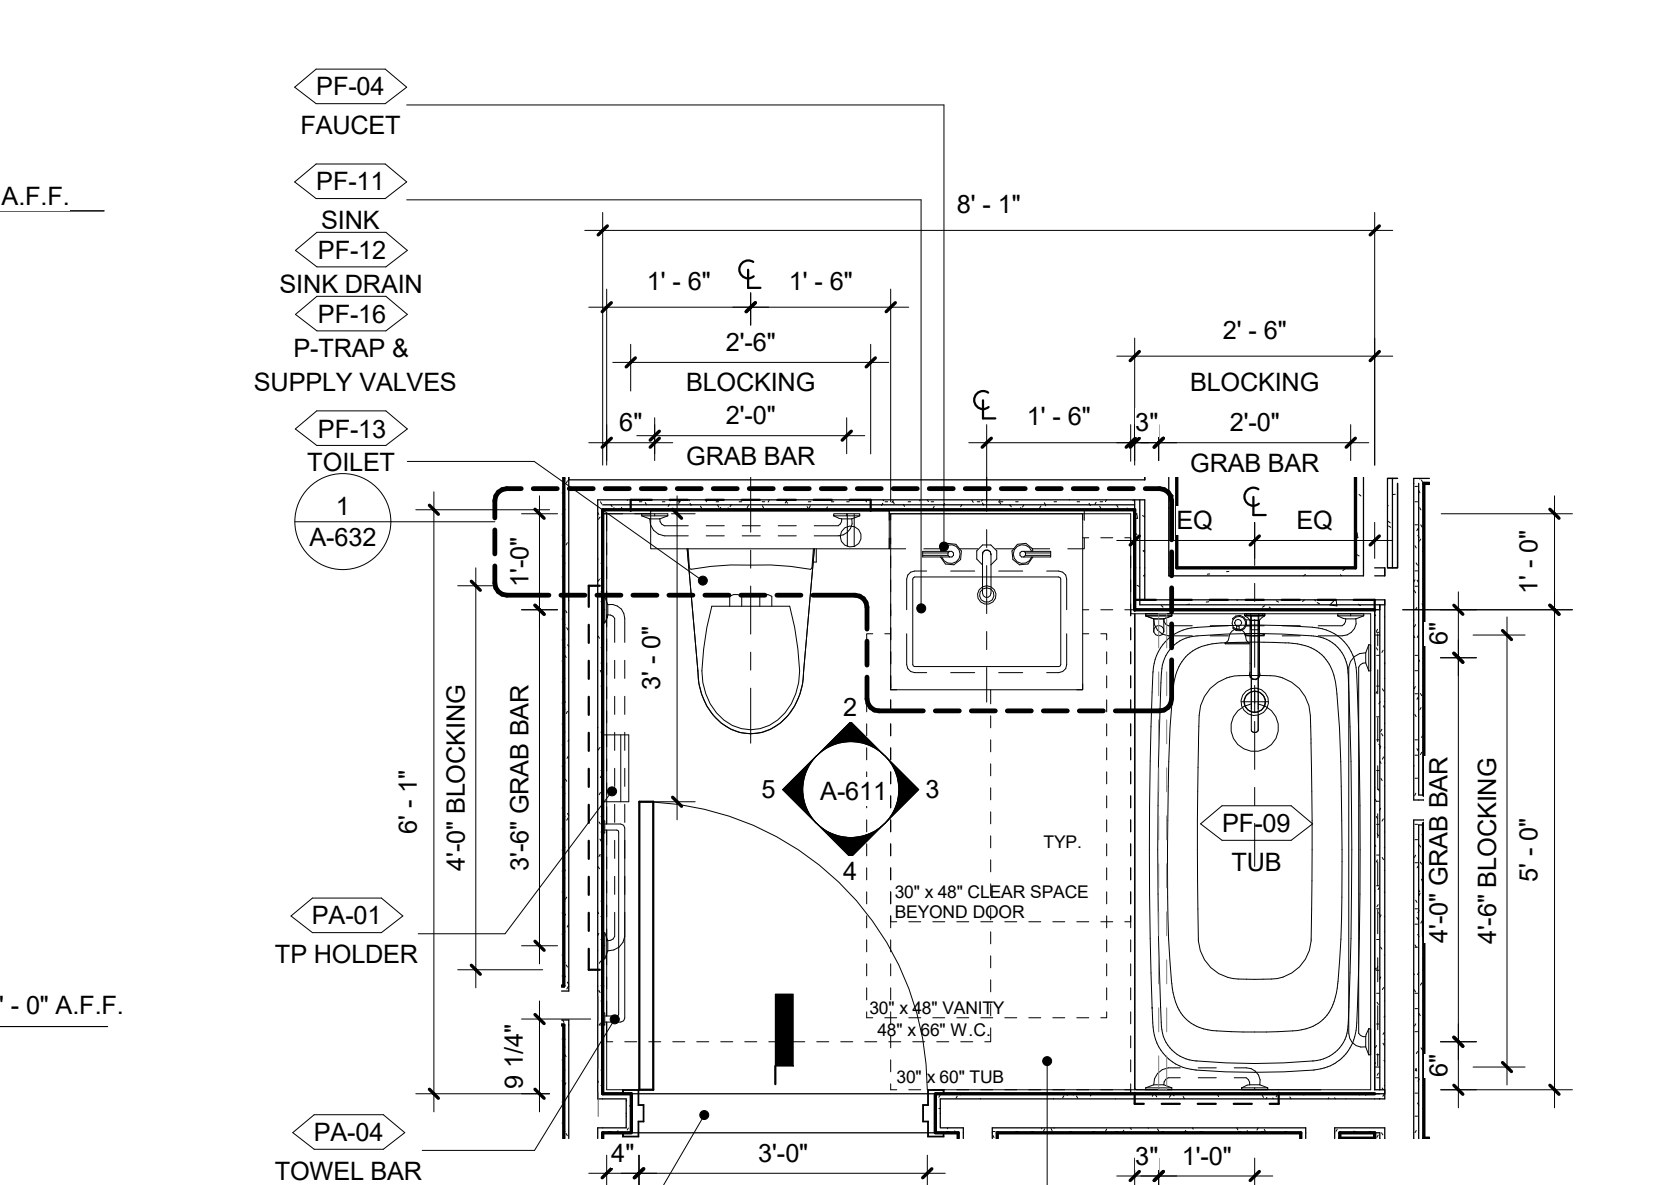 PF-04
FAUCET
PF-11
A.F.F.
SINK
8' - 1"
PF-12
SINK DRAIN
1' - 6" ℄ 1' - 6"
PF-16
P-TRAP &
SUPPLY VALVES
2'-6"
BLOCKING
2' - 6"
BLOCKING
PF-13
TOILET
6" 2'-0"
GRAB BAR
℄ 1' - 6"
3" 2'-0"
GRAB BAR
1
A-632
EQ ℄ EQ
1'-0"
1' - 0"
3' - 0"
6"
6' - 1"
4'-0" BLOCKING
3'-6" GRAB BAR
2
5 A-611 3
4
PF-09
TUB
4'-0" GRAB BAR
4'-6" BLOCKING
5' - 0"
TYP.
30" x 48" CLEAR SPACE
BEYOND DOOR
PA-01
TP HOLDER
' - 0" A.F.F.
30" x 48" VANITY
48" x 66" W.C.
9 1/4"
6"
30" x 60" TUB
PA-04
TOWEL BAR
4" 3'-0"
3" 1'-0"